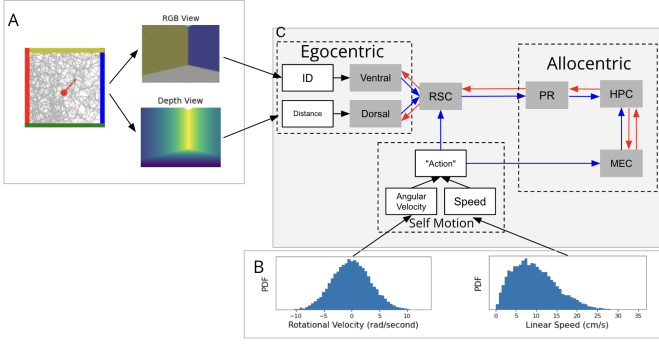 A
RGB View
Depth View
C
Egocentric
Allocentric
ID
Ventral
Distance
Dorsal
RSC
PR
HPC
MEC
"Action"
Angular
Velocity
Speed
Self Motion
B
PDF
-10
-5
0
5
10
Rotational Velocity (rad/second)
PDF
0
5
10
15
20
25
30
35
Linear Speed (cm/s)